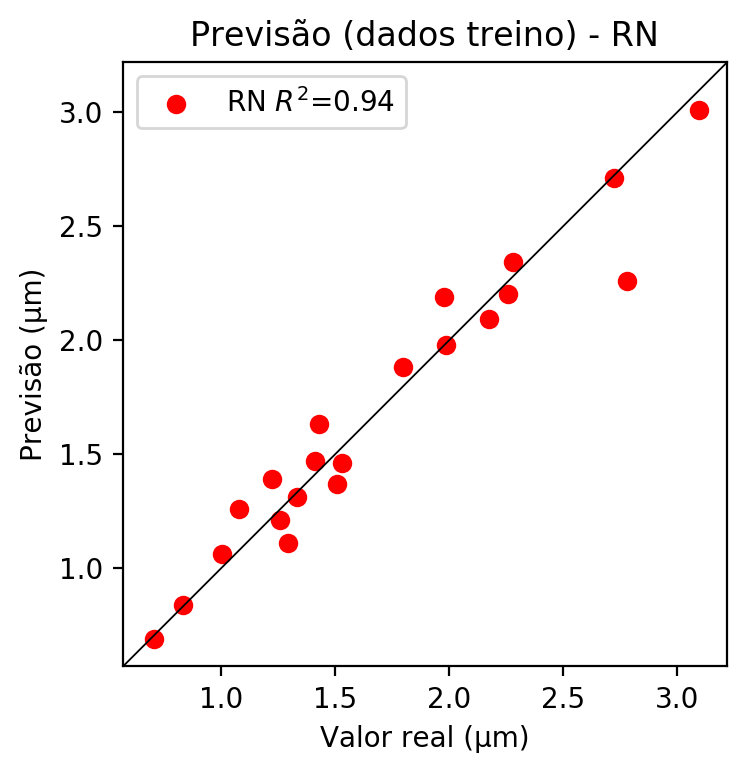 Previsão (dados treino) - RN
RN R²=0.94
3.0
2.5
2.0
1.5
1.0
Previsão (µm)
1.0 1.5 2.0 2.5 3.0
Valor real (µm)